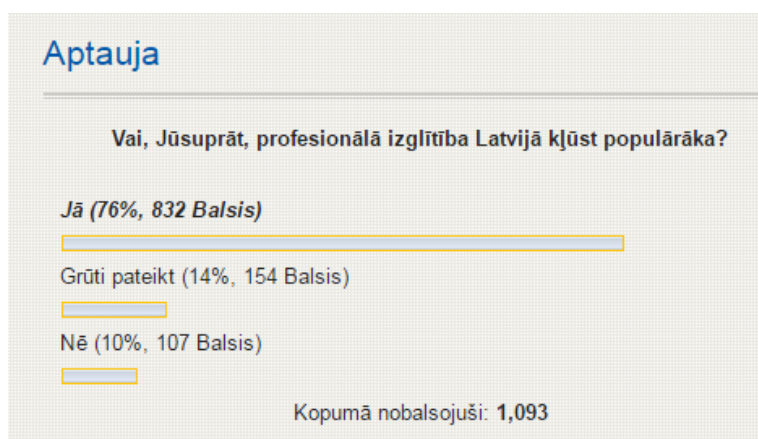 Aptauja
Vai, Jūsuprāt, profesionālā izglītība Latvijā kļūst populārāka?
Jā (76%, 832 Balsis)
Grūti pateikt (14%, 154 Balsis)
Nē (10%, 107 Balsis)
Kopumā nobalsojuši: 1,093